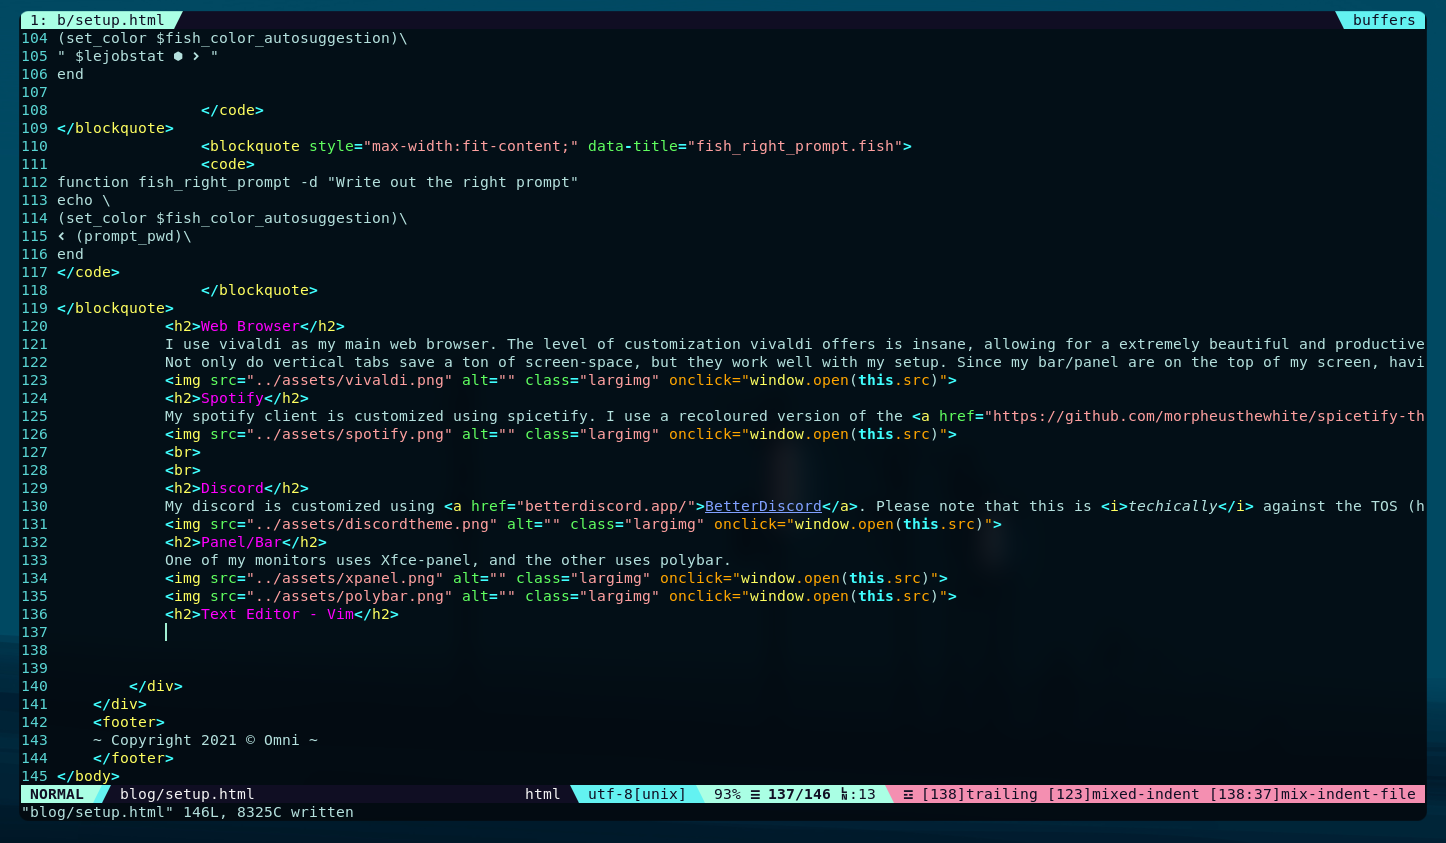 1: b/setup.html buffers
104 (set_color $fish_color_autosuggestion)\
105 " $lejobstat ⬢ › "
106 end
107
108 </code>
109 </blockquote>
110 <blockquote style="max-width:fit-content;" data-title="fish_right_prompt.fish">
111 <code>
112 function fish_right_prompt -d "Write out the right prompt"
113 echo \
114 (set_color $fish_color_autosuggestion)\
115 ‹ (prompt_pwd)\
116 end
117 </code>
118 </blockquote>
119 </blockquote>
120 <h2>Web Browser</h2>
121 I use vivaldi as my main web browser. The level of customization vivaldi offers is insane, allowing for a extremely beautiful and productive
122 Not only do vertical tabs save a ton of screen-space, but they work well with my setup. Since my bar/panel are on the top of my screen, havi
123 <img src="../assets/vivaldi.png" alt="" class="largimg" onclick="window.open(this.src)">
124 <h2>Spotify</h2>
125 My spotify client is customized using spicetify. I use a recoloured version of the <a href="https://github.com/morpheusthewhite/spicetify-th
126 <img src="../assets/spotify.png" alt="" class="largimg" onclick="window.open(this.src)">
127 <br>
128 <br>
129 <h2>Discord</h2>
130 My discord is customized using <a href="betterdiscord.app/">BetterDiscord</a>. Please note that this is <i>techically</i> against the TOS (h
131 <img src="../assets/discordtheme.png" alt="" class="largimg" onclick="window.open(this.src)">
132 <h2>Panel/Bar</h2>
133 One of my monitors uses Xfce-panel, and the other uses polybar.
134 <img src="../assets/xpanel.png" alt="" class="largimg" onclick="window.open(this.src)">
135 <img src="../assets/polybar.png" alt="" class="largimg" onclick="window.open(this.src)">
136 <h2>Text Editor - Vim</h2>
137
138
139
140 </div>
141 </div>
142 <footer>
143 ~ Copyright 2021 © Omni ~
144 </footer>
145 </body>
NORMAL blog/setup.html html utf-8[unix] 93% ☰ 137/146 ㏑:13 ☲ [138]trailing [123]mixed-indent [138:37]mix-indent-file
"blog/setup.html" 146L, 8325C written